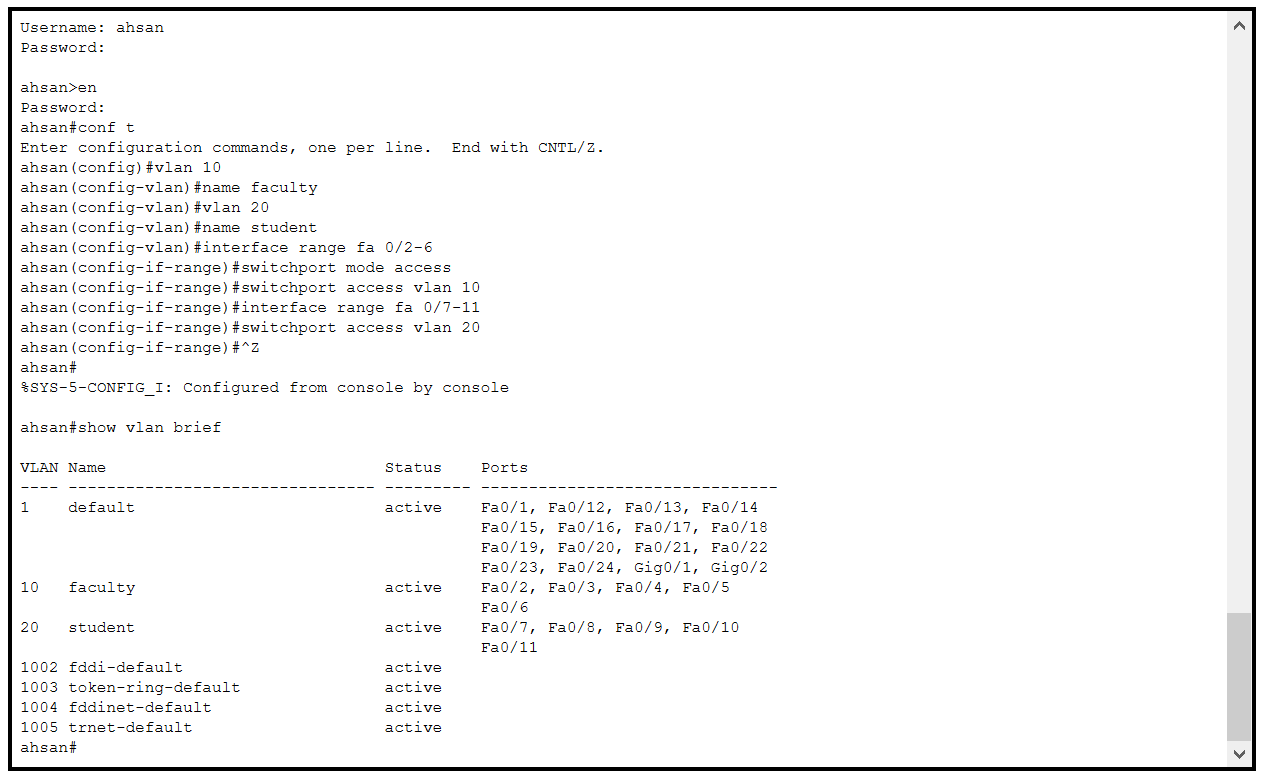 Username: ahsan
Password:
ahsan>en
Password:
ahsan#conf t
Enter configuration commands, one per line.  End with CNTL/Z.
ahsan(config)#vlan 10
ahsan(config-vlan)#name faculty
ahsan(config-vlan)#vlan 20
ahsan(config-vlan)#name student
ahsan(config-vlan)#interface range fa 0/2-6
ahsan(config-if-range)#switchport mode access
ahsan(config-if-range)#switchport access vlan 10
ahsan(config-if-range)#interface range fa 0/7-11
ahsan(config-if-range)#switchport access vlan 20
ahsan(config-if-range)#^Z
ahsan#
%SYS-5-CONFIG_I: Configured from console by console
ahsan#show vlan brief
VLAN Name                             Status    Ports
---- -------------------------------- --------- -------------------------------
1    default                          active    Fa0/1, Fa0/12, Fa0/13, Fa0/14
                                                Fa0/15, Fa0/16, Fa0/17, Fa0/18
                                                Fa0/19, Fa0/20, Fa0/21, Fa0/22
                                                Fa0/23, Fa0/24, Gig0/1, Gig0/2
10   faculty                          active    Fa0/2, Fa0/3, Fa0/4, Fa0/5
                                                Fa0/6
20   student                          active    Fa0/7, Fa0/8, Fa0/9, Fa0/10
                                                Fa0/11
1002 fddi-default                     active
1003 token-ring-default               active
1004 fddinet-default                  active
1005 trnet-default                    active
ahsan#